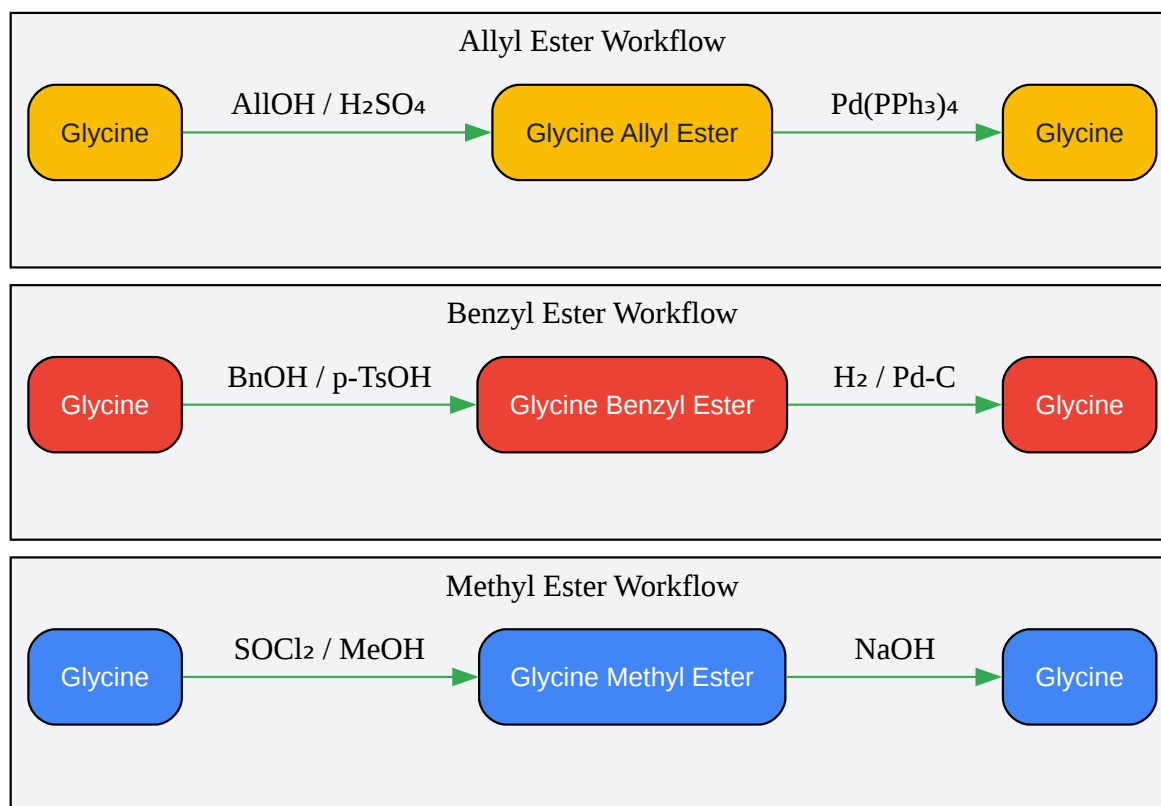 Allyl Ester Workflow
AllOH / H₂SO₄
Pd(PPh₃)₄
Glycine
Glycine Allyl Ester
Glycine
Benzyl Ester Workflow
BnOH / p-TsOH
H₂ / Pd-C
Glycine
Glycine Benzyl Ester
Glycine
Methyl Ester Workflow
SOCl₂ / MeOH
NaOH
Glycine
Glycine Methyl Ester
Glycine